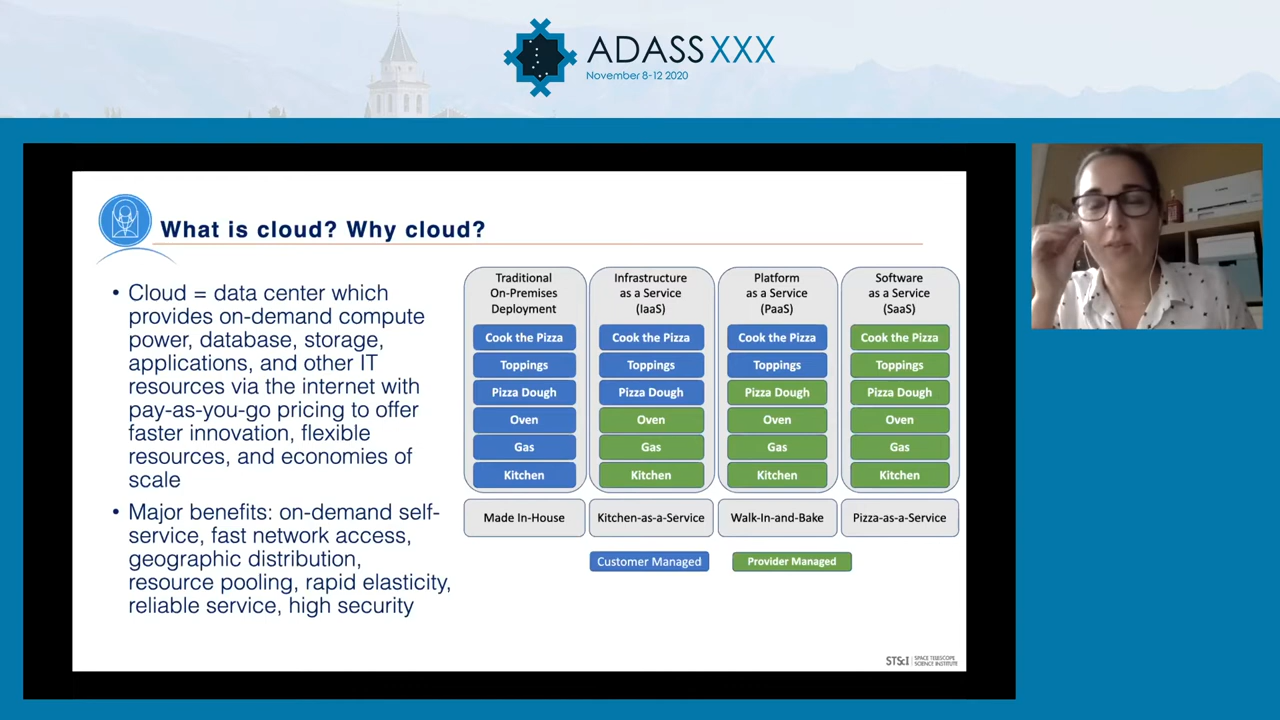 ADASS XXX
November 8-12 2020
What is cloud? Why cloud?
• Cloud = data center which
provides on-demand compute
power, database, storage,
applications, and other IT
resources via the internet with
pay-as-you-go pricing to offer
faster innovation, flexible
resources, and economies of
scale
• Major benefits: on-demand self-
service, fast network access,
geographic distribution,
resource pooling, rapid elasticity,
reliable service, high security
Traditional
On-Premises
Deployment
Cook the Pizza
Toppings
Pizza Dough
Oven
Gas
Kitchen
Made In-House
Infrastructure
as a Service
(IaaS)
Cook the Pizza
Toppings
Pizza Dough
Oven
Gas
Kitchen
Kitchen-as-a-Service
Platform
as a Service
(PaaS)
Cook the Pizza
Toppings
Pizza Dough
Oven
Gas
Kitchen
Walk-In-and-Bake
Software
as a Service
(SaaS)
Cook the Pizza
Toppings
Pizza Dough
Oven
Gas
Kitchen
Pizza-as-a-Service
Customer Managed
Provider Managed
STScI
SPACE TELESCOPE
SCIENCE INSTITUTE